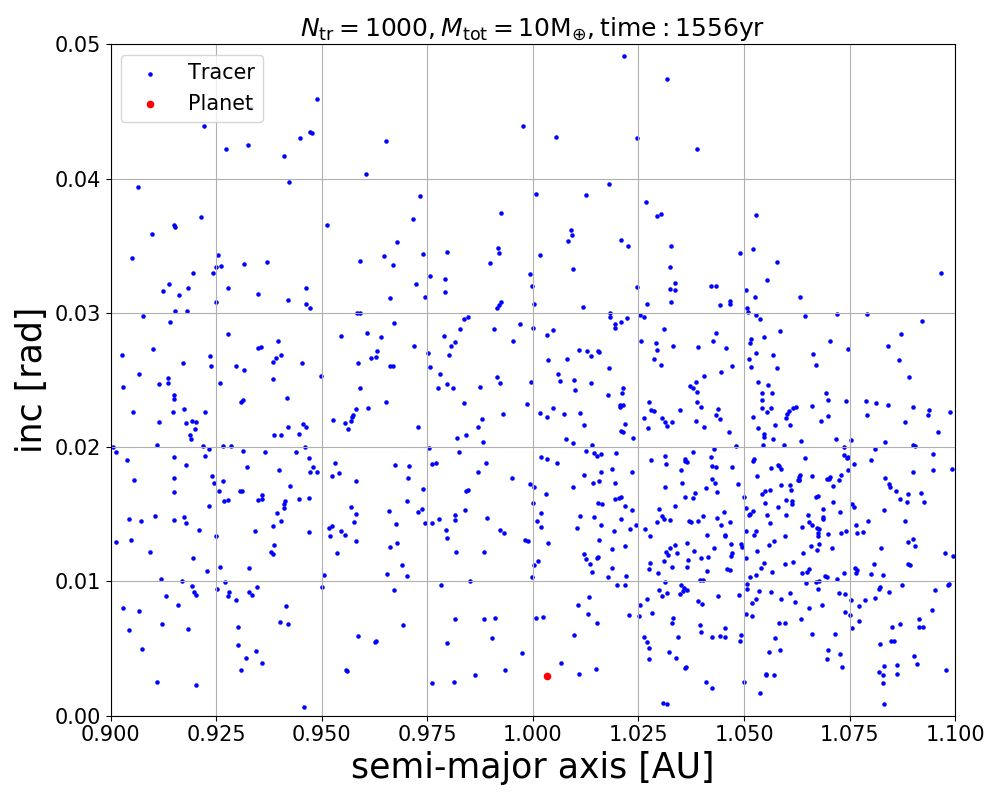 N_tr = 1000, M_tot = 10M_⊕, time : 1556yr
Tracer
Planet
0.05
0.04
0.03
0.02
0.01
0.00
inc [rad]
0.900 0.925 0.950 0.975 1.000 1.025 1.050 1.075 1.100
semi-major axis [AU]